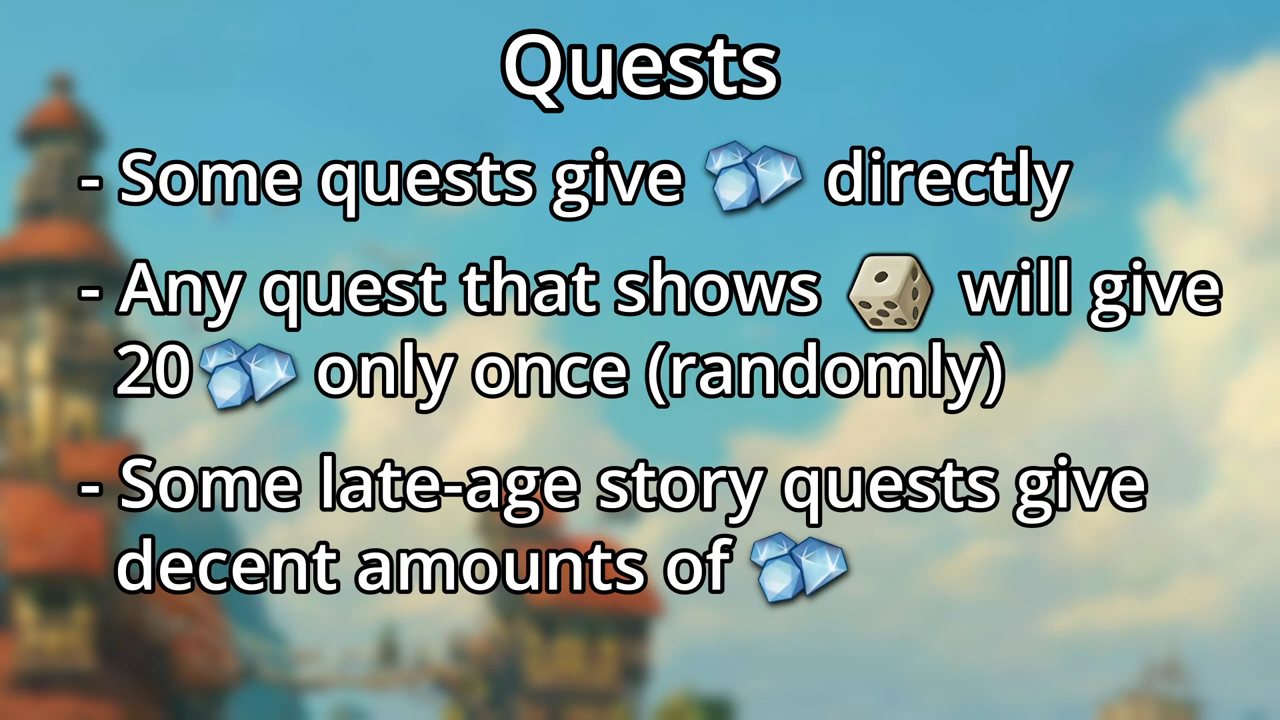 Quests
- Some quests give directly
- Any quest that shows will give
20 only once (randomly)
- Some late-age story quests give
decent amounts of